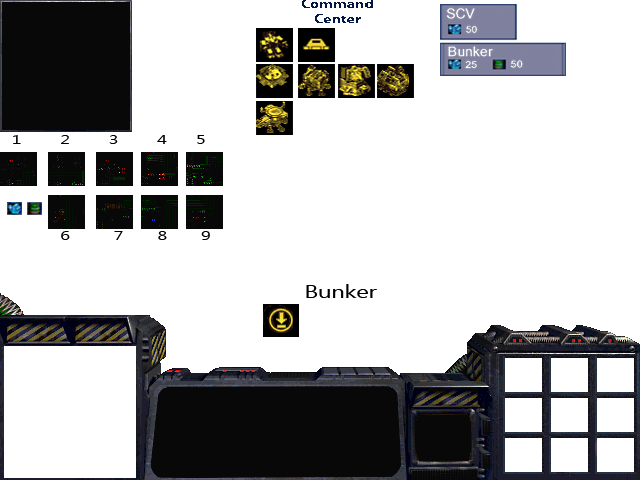 Command
Center
SCV
50
Bunker
25 50
1 2 3 4 5
6 7 8 9
Bunker